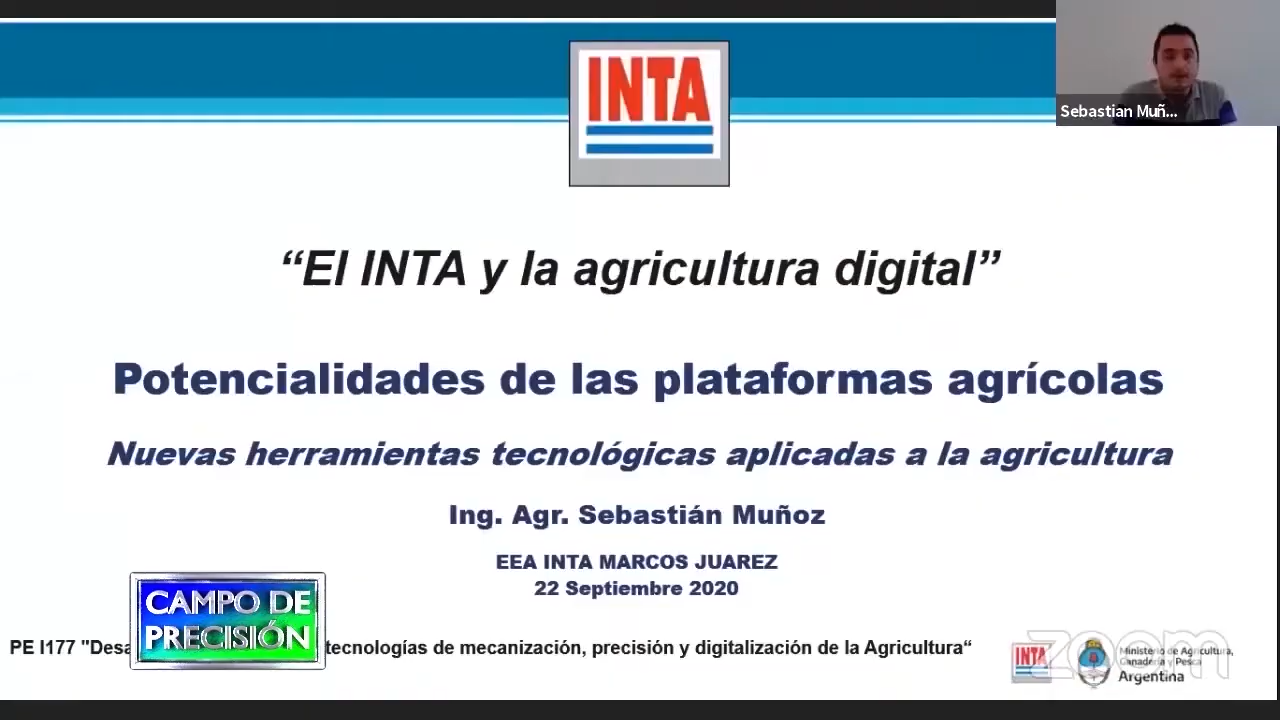 INTA
Sebastian Muñ...
“El INTA y la agricultura digital”
Potencialidades de las plataformas agrícolas
Nuevas herramientas tecnológicas aplicadas a la agricultura
Ing. Agr. Sebastián Muñoz
EEA INTA MARCOS JUAREZ
22 Septiembre 2020
CAMPO DE
PRECISIÓN
PE I177 "Desa tecnologías de mecanización, precisión y digitalización de la Agricultura“
INTA
Ministerio de Agricultura,
Ganadería y Pesca
Argentina
zoom